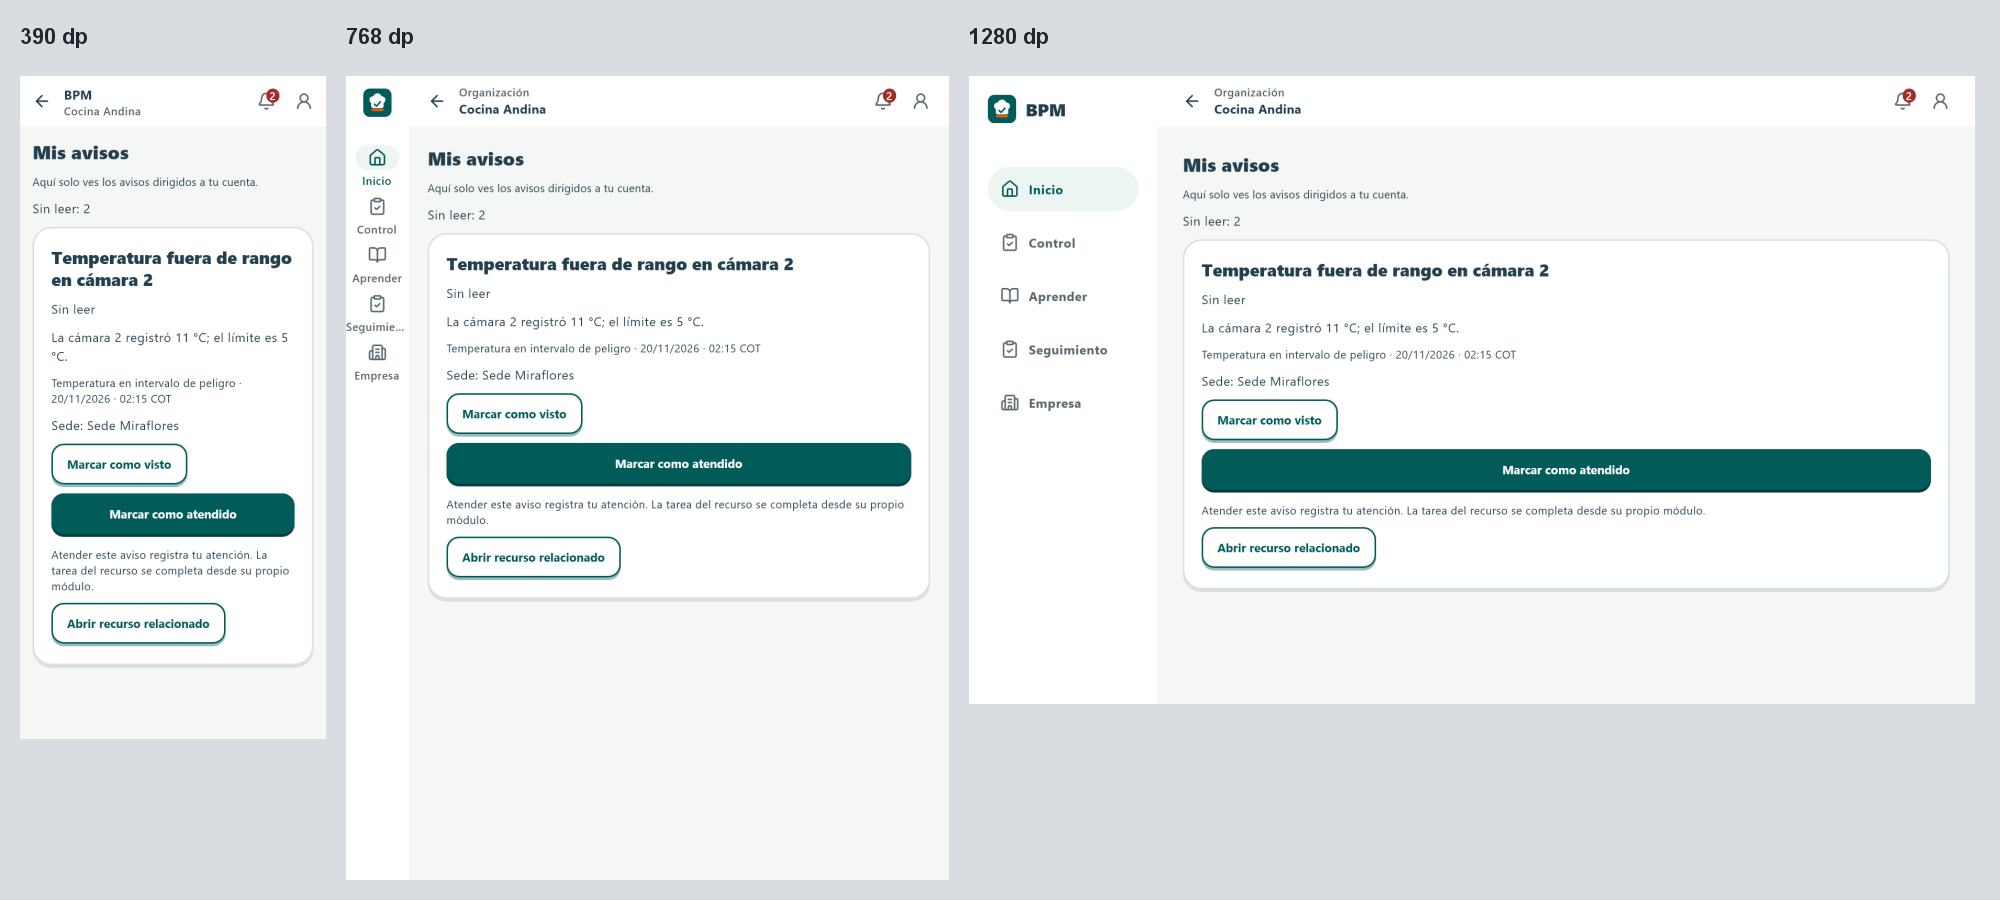 390 dp
BPM
Cocina Andina
2
Mis avisos
Aquí solo ves los avisos dirigidos a tu cuenta.
Sin leer: 2
Temperatura fuera de rango
en cámara 2
Sin leer
La cámara 2 registró 11 °C; el límite es 5
°C.
Temperatura en intervalo de peligro ·
20/11/2026 · 02:15 COT
Sede: Sede Miraflores
Marcar como visto
Marcar como atendido
Atender este aviso registra tu atención. La
tarea del recurso se completa desde su propio
módulo.
Abrir recurso relacionado
768 dp
Inicio
Control
Aprender
Seguimie...
Empresa
Organización
Cocina Andina
2
Mis avisos
Aquí solo ves los avisos dirigidos a tu cuenta.
Sin leer: 2
Temperatura fuera de rango en cámara 2
Sin leer
La cámara 2 registró 11 °C; el límite es 5 °C.
Temperatura en intervalo de peligro · 20/11/2026 · 02:15 COT
Sede: Sede Miraflores
Marcar como visto
Marcar como atendido
Atender este aviso registra tu atención. La tarea del recurso se completa desde su propio
módulo.
Abrir recurso relacionado
1280 dp
BPM
Inicio
Control
Aprender
Seguimiento
Empresa
Organización
Cocina Andina
2
Mis avisos
Aquí solo ves los avisos dirigidos a tu cuenta.
Sin leer: 2
Temperatura fuera de rango en cámara 2
Sin leer
La cámara 2 registró 11 °C; el límite es 5 °C.
Temperatura en intervalo de peligro · 20/11/2026 · 02:15 COT
Sede: Sede Miraflores
Marcar como visto
Marcar como atendido
Atender este aviso registra tu atención. La tarea del recurso se completa desde su propio módulo.
Abrir recurso relacionado